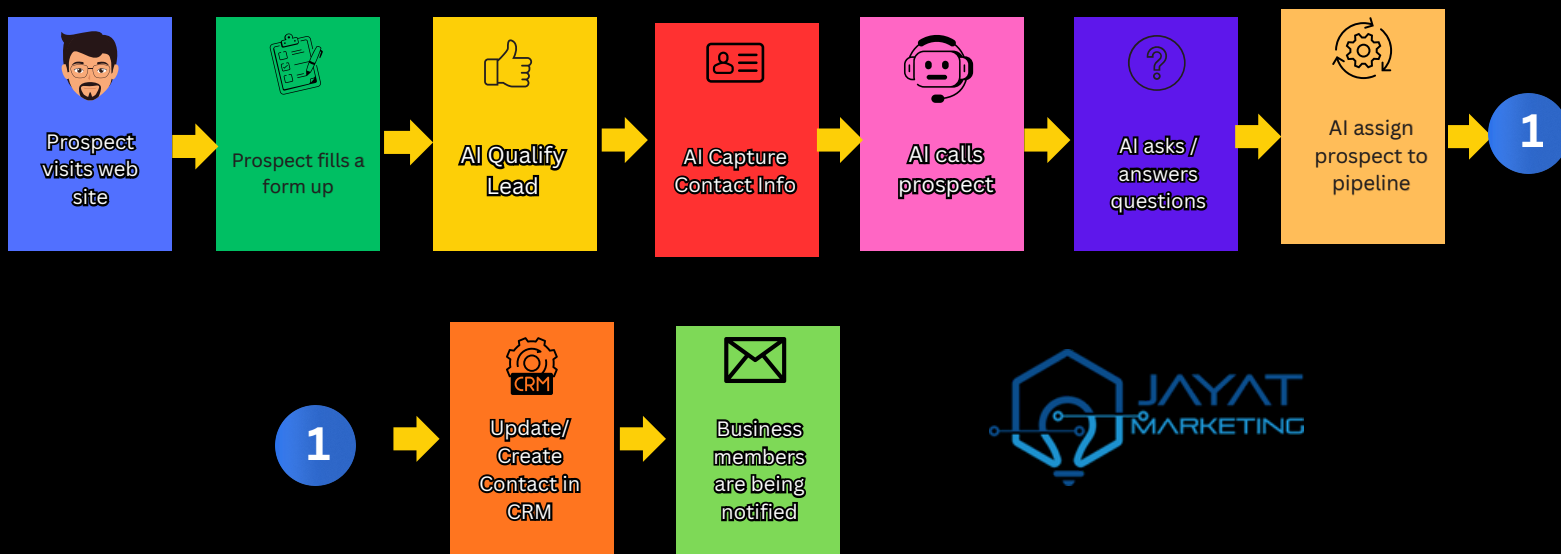 Prospect
visits web
site
Prospect fills a
form up
AI Qualify
Lead
AI Capture
Contact Info
AI calls
prospect
?
AI asks /
answers
questions
AI assign
prospect to
pipeline
1
1
CRM
Update/
Create
Contact in
CRM
Business
members
are being
notified
JAYAT
MARKETING